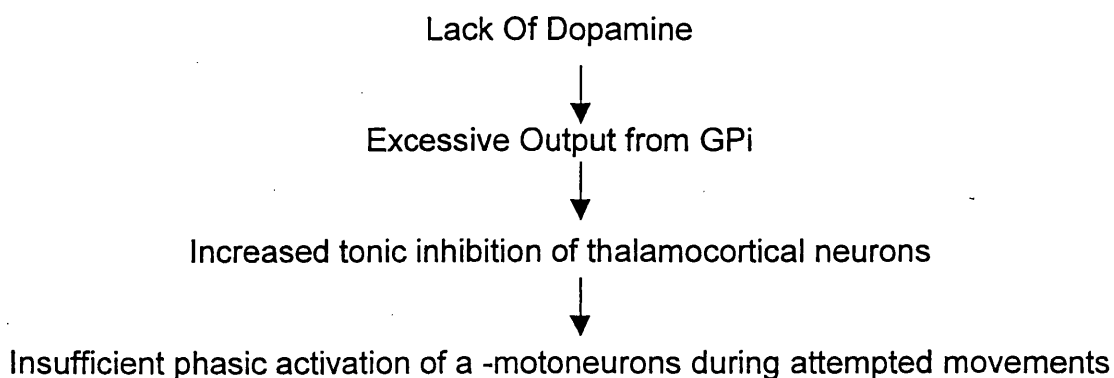 Lack Of Dopamine
Excessive Output from GPi
Increased tonic inhibition of thalamocortical neurons
Insufficient phasic activation of a -motoneurons during attempted movements